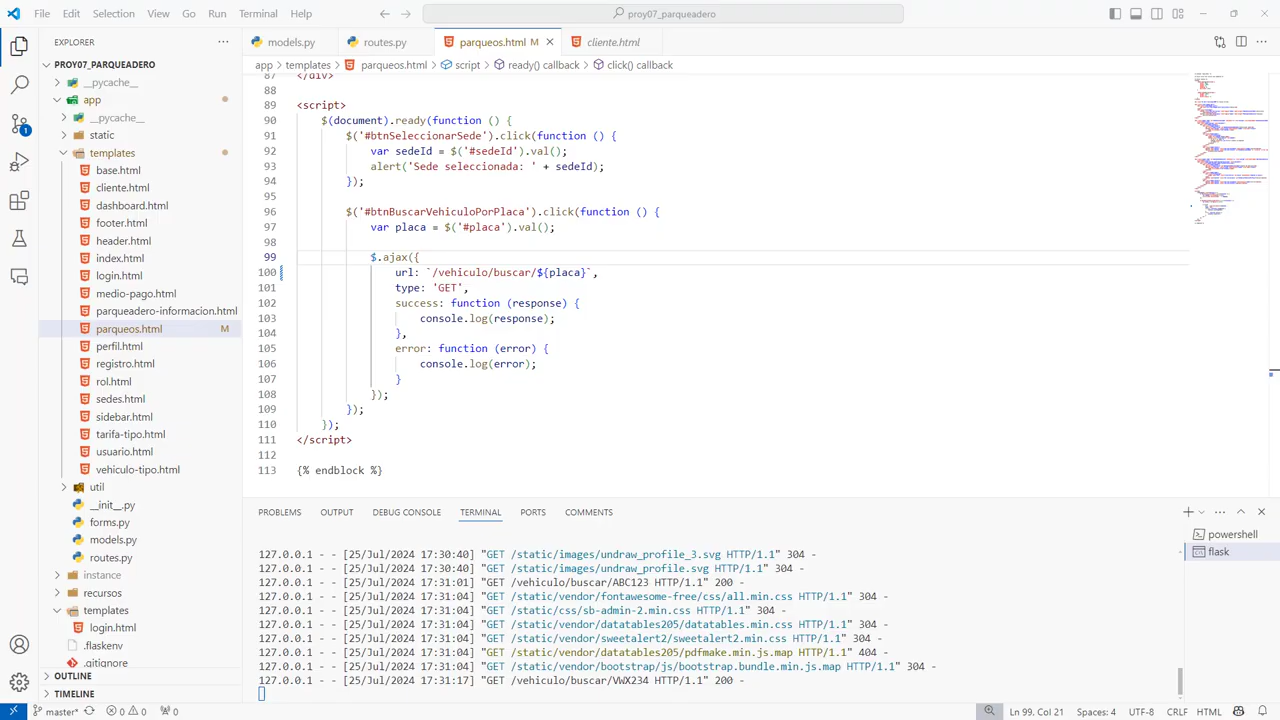 File Edit Selection View Go Run Terminal Help
proy07_parqueadero
EXPLORER
PROY07_PARQUEADERO
__pycache__
app
__pycache__
static
templates
base.html
cliente.html
dashboard.html
footer.html
header.html
index.html
login.html
medio-pago.html
parqueadero-informacion.html
parqueos.html M
perfil.html
registro.html
rol.html
sedes.html
sidebar.html
tarifa-tipo.html
usuario.html
vehiculo-tipo.html
util
__init__.py
forms.py
models.py
routes.py
instance
recursos
templates
login.html
.flaskenv
.gitignore
OUTLINE
TIMELINE
models.py routes.py parqueos.html M cliente.html
app > templates > parqueos.html > script > ready() callback > click() callback
87 </div>
88
89 <script>
90 $(document).ready(function
91
92 var sedeId = $('#sede
93
94
95
96
97 var placa = $('#placa').val();
98
99 $.ajax({
100 url: `/vehiculo/buscar/${placa}`,
101 type: 'GET',
102 success: function (response) {
103 console.log(response);
104 },
105 error: function (error) {
106 console.log(error);
107 }
108 });
109 });
110 });
111 </script>
112
113 {% endblock %}
PROBLEMS OUTPUT DEBUG CONSOLE TERMINAL PORTS COMMENTS
powershell
flask
127.0.0.1 - - [25/Jul/2024 17:30:40] "GET /static/images/undraw_profile_3.svg HTTP/1.1" 304 -
127.0.0.1 - - [25/Jul/2024 17:30:40] "GET /static/images/undraw_profile.svg HTTP/1.1" 304 -
127.0.0.1 - - [25/Jul/2024 17:31:01] "GET /vehiculo/buscar/ABC123 HTTP/1.1" 200 -
127.0.0.1 - - [25/Jul/2024 17:31:04] "GET /static/vendor/fontawesome-free/css/all.min.css HTTP/1.1" 304 -
127.0.0.1 - - [25/Jul/2024 17:31:04] "GET /static/css/sb-admin-2.min.css HTTP/1.1" 304 -
127.0.0.1 - - [25/Jul/2024 17:31:04] "GET /static/vendor/datatables205/datatables.min.css HTTP/1.1" 304 -
127.0.0.1 - - [25/Jul/2024 17:31:04] "GET /static/vendor/sweetalert2/sweetalert2.min.css HTTP/1.1" 304 -
127.0.0.1 - - [25/Jul/2024 17:31:04] "GET /static/vendor/datatables205/pdfmake.min.js.map HTTP/1.1" 404 -
127.0.0.1 - - [25/Jul/2024 17:31:04] "GET /static/vendor/bootstrap/js/bootstrap.bundle.min.js.map HTTP/1.1" 304 -
127.0.0.1 - - [25/Jul/2024 17:31:17] "GET /vehiculo/buscar/VWX234 HTTP/1.1" 200 -
master* 0 0 0 Ln 99, Col 21 Spaces: 4 UTF-8 CRLF HTML